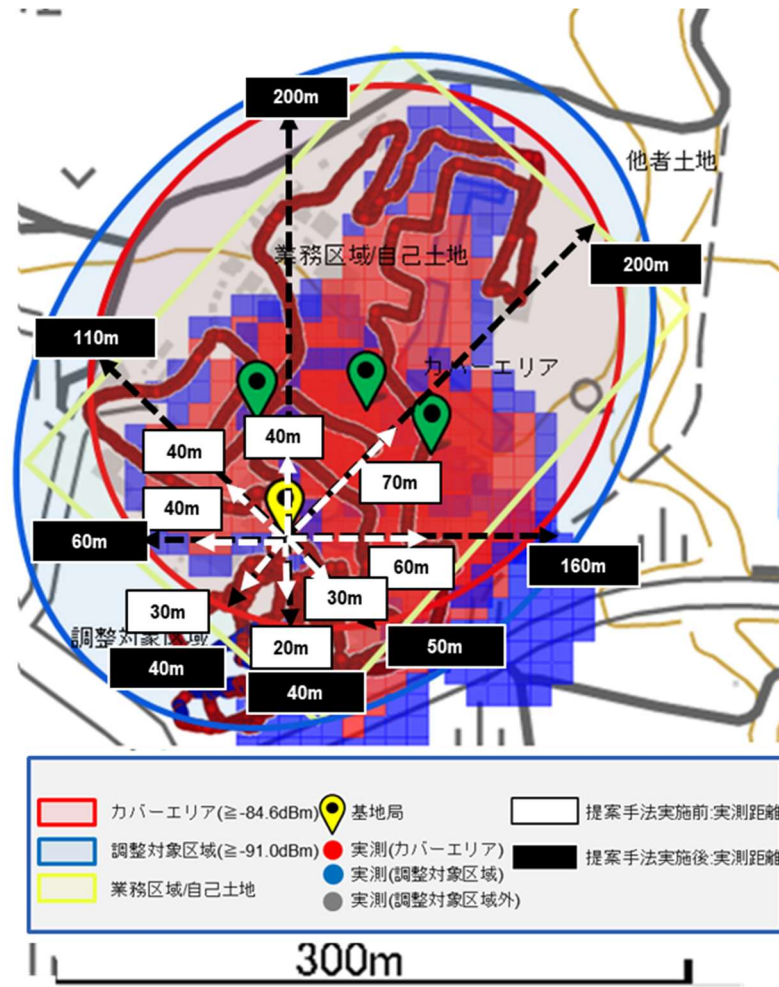 200m
他者土地
業務区域/自己土地
200m
110m
カバーエリア
40m
40m
70m
40m
60m
60m
160m
30m
30m
調整対象区域
20m
50m
40m
40m
カバーエリア(≧-84.6dBm)
基地局
提案手法実施前:実測距離
調整対象区域(≧-91.0dBm)
実測(カバーエリア)
提案手法実施後:実測距離
実測(調整対象区域)
業務区域/自己土地
実測(調整対象区域外)
300m